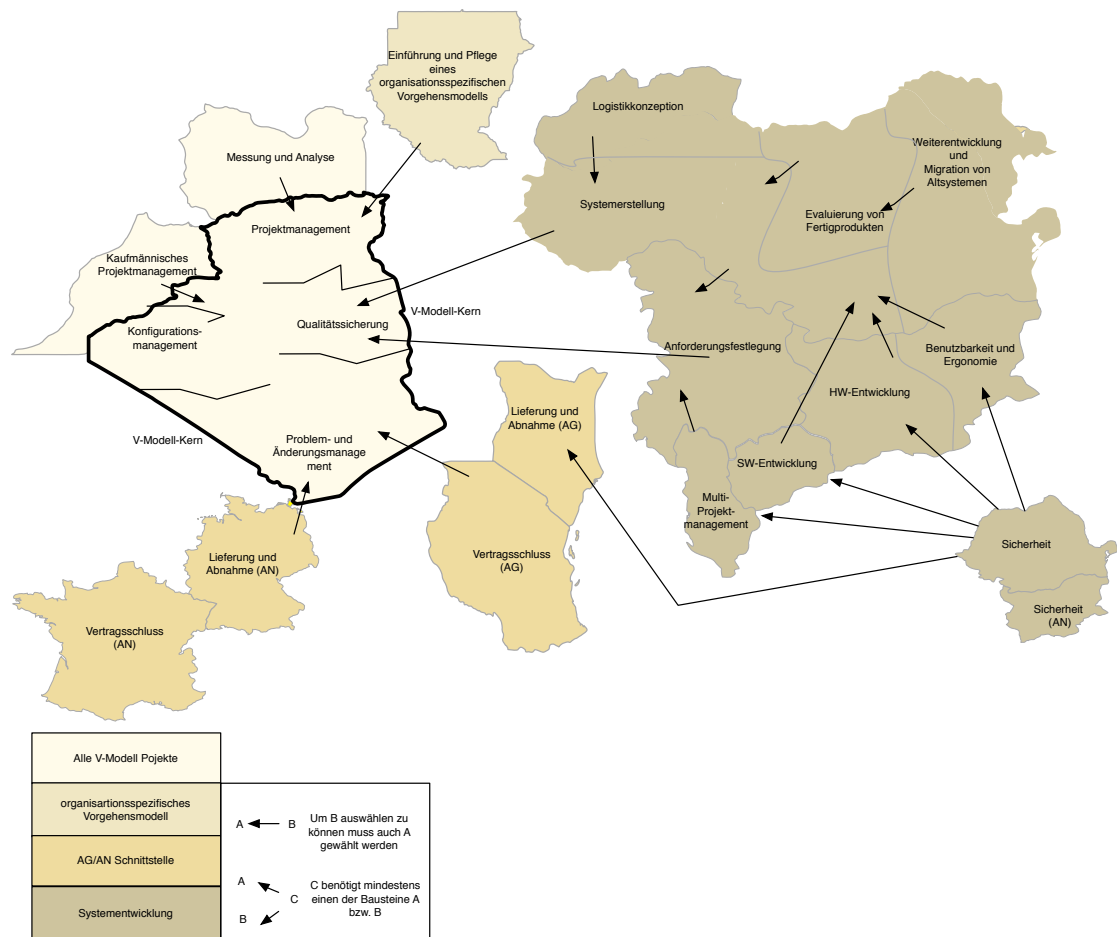 Einführung und Pflege
eines
organisationsspezifischen
Vorgehensmodells
Logistikkonzeption
Messung und Analyse
Weiterentwicklung
und
Migration von
Altsystemen
Systemerstellung
Projektmanagement
Evaluierung von
Fertigprodukten
Kaufmännisches
Projektmanagement
V-Modell-Kern
Konfigurations-
management
Qualitätssicherung
Anforderungsfestlegung
Benutzbarkeit und
Ergonomie
HW-Entwicklung
Lieferung und
Abnahme (AG)
V-Modell-Kern
Problem- und
Änderungsmanage
ment
SW-Entwicklung
Multi-
Projekt-
management
Sicherheit
Lieferung und
Abnahme (AN)
Vertragsschluss
(AG)
Sicherheit
(AN)
Vertragsschluss
(AN)
Alle V-Modell Pojekte
organisartionsspezifisches
Vorgehensmodell
AG/AN Schnittstelle
Systementwicklung
A
B
Um B auswählen zu
können muss auch A
gewählt werden
A
C
B
C benötigt mindestens
einen der Bausteine A
bzw. B